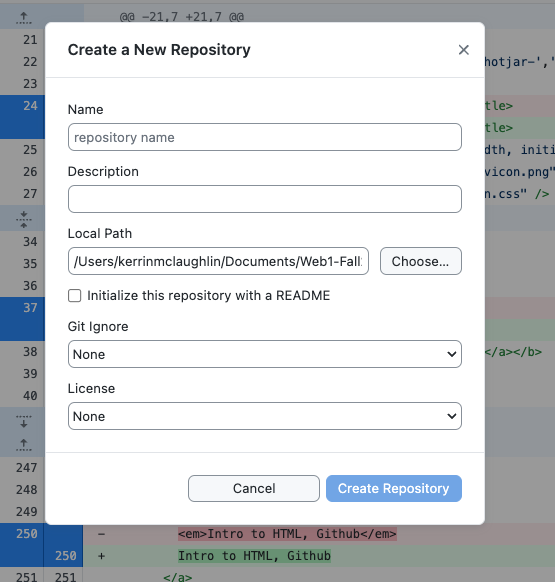 @@ -21,7 +21,7 @@
21
Create a New Repository
22
hotjar-','
23
Name
24
tle>
repository name
tle>
25
dth, initi
Description
26
vicon.png"
27
n.css" />
Local Path
34
/Users/kerrinmclaughlin/Documents/Web1-Fall
Choose...
35
Initialize this repository with a README
36
37
Git Ignore
None
38
</a></b>
39
License
40
None
247
Cancel
Create Repository
248
249
250 - <em>Intro to HTML, Github</em>
250 + Intro to HTML, Github
251 251 </a>